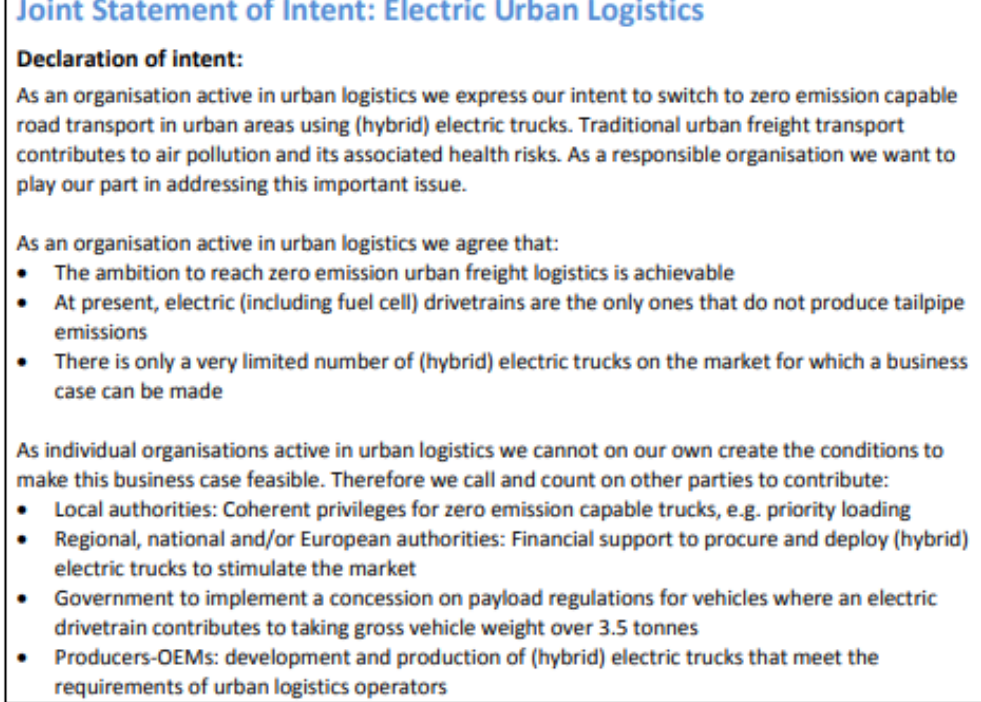 Joint Statement of Intent: Electric Urban Logistics
Declaration of intent:
As an organisation active in urban logistics we express our intent to switch to zero emission capable
road transport in urban areas using (hybrid) electric trucks. Traditional urban freight transport
contributes to air pollution and its associated health risks. As a responsible organisation we want to
play our part in addressing this important issue.
As an organisation active in urban logistics we agree that:
• The ambition to reach zero emission urban freight logistics is achievable
• At present, electric (including fuel cell) drivetrains are the only ones that do not produce tailpipe
emissions
• There is only a very limited number of (hybrid) electric trucks on the market for which a business
case can be made
As individual organisations active in urban logistics we cannot on our own create the conditions to
make this business case feasible. Therefore we call and count on other parties to contribute:
• Local authorities: Coherent privileges for zero emission capable trucks, e.g. priority loading
• Regional, national and/or European authorities: Financial support to procure and deploy (hybrid)
electric trucks to stimulate the market
• Government to implement a concession on payload regulations for vehicles where an electric
drivetrain contributes to taking gross vehicle weight over 3.5 tonnes
• Producers-OEMs: development and production of (hybrid) electric trucks that meet the
requirements of urban logistics operators